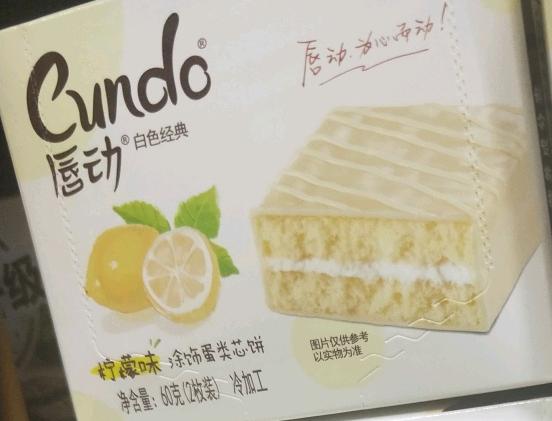 Cundo®
唇动®白色经典
唇动,为心而动!
柠檬味 涂饰蛋类芯饼
净含量:60克(2枚装) 冷加工
图片仅供参考
以实物为准
级